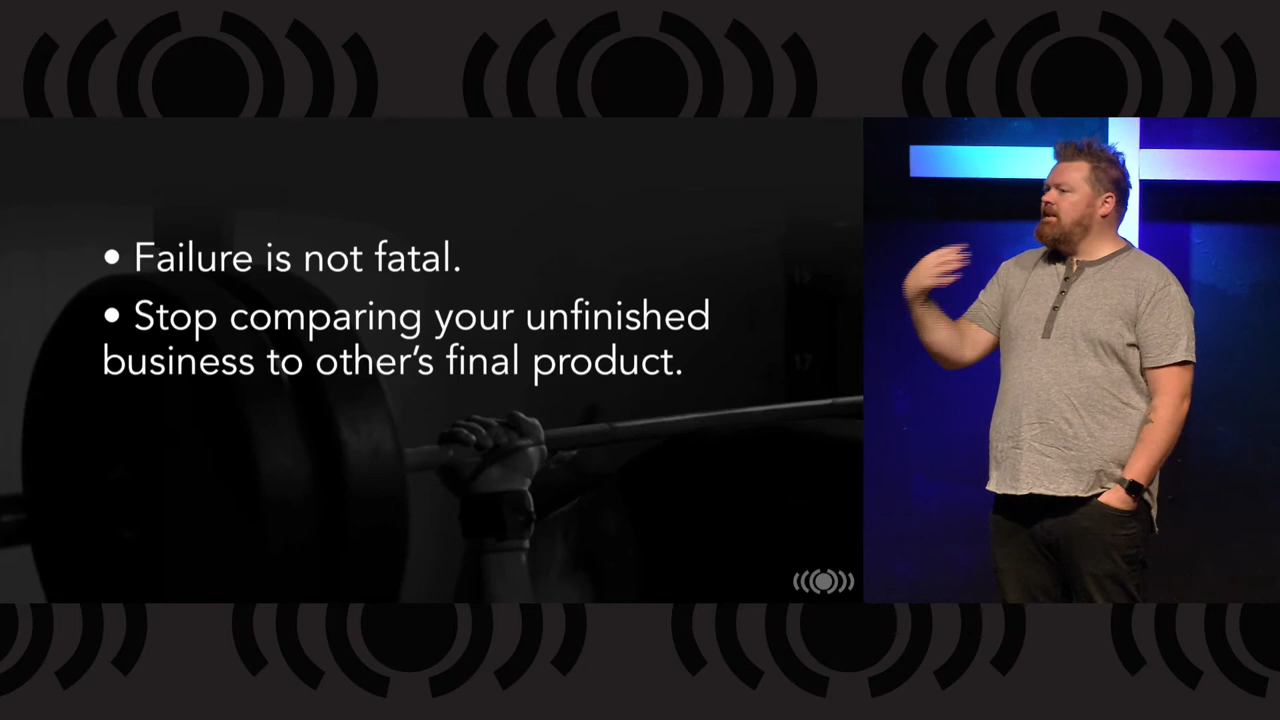 • Failure is not fatal.
• Stop comparing your unfinished
business to other's final product.